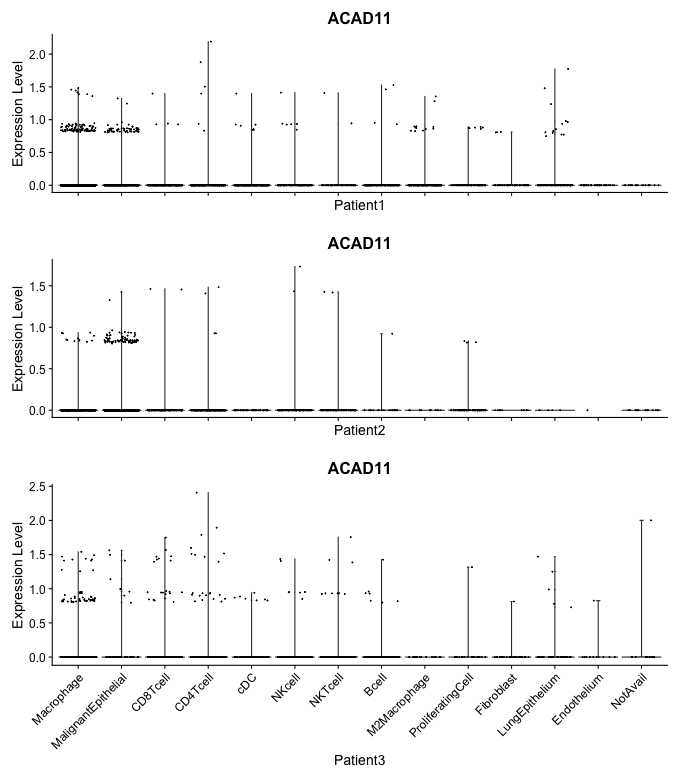 ACAD11
Expression Level
2.0
1.5
1.0
0.5
0.0
Patient1
ACAD11
Expression Level
1.5
1.0
0.5
0.0
Patient2
ACAD11
Expression Level
2.5
2.0
1.5
1.0
0.5
0.0
Macrophage
MalignantEpithelial
CD8Tcell
CD4Tcell
cDC
NKcell
NKTcell
Bcell
M2Macrophage
ProliferatingCell
Fibroblast
LungEpithelium
Endothelium
NotAvail
Patient3